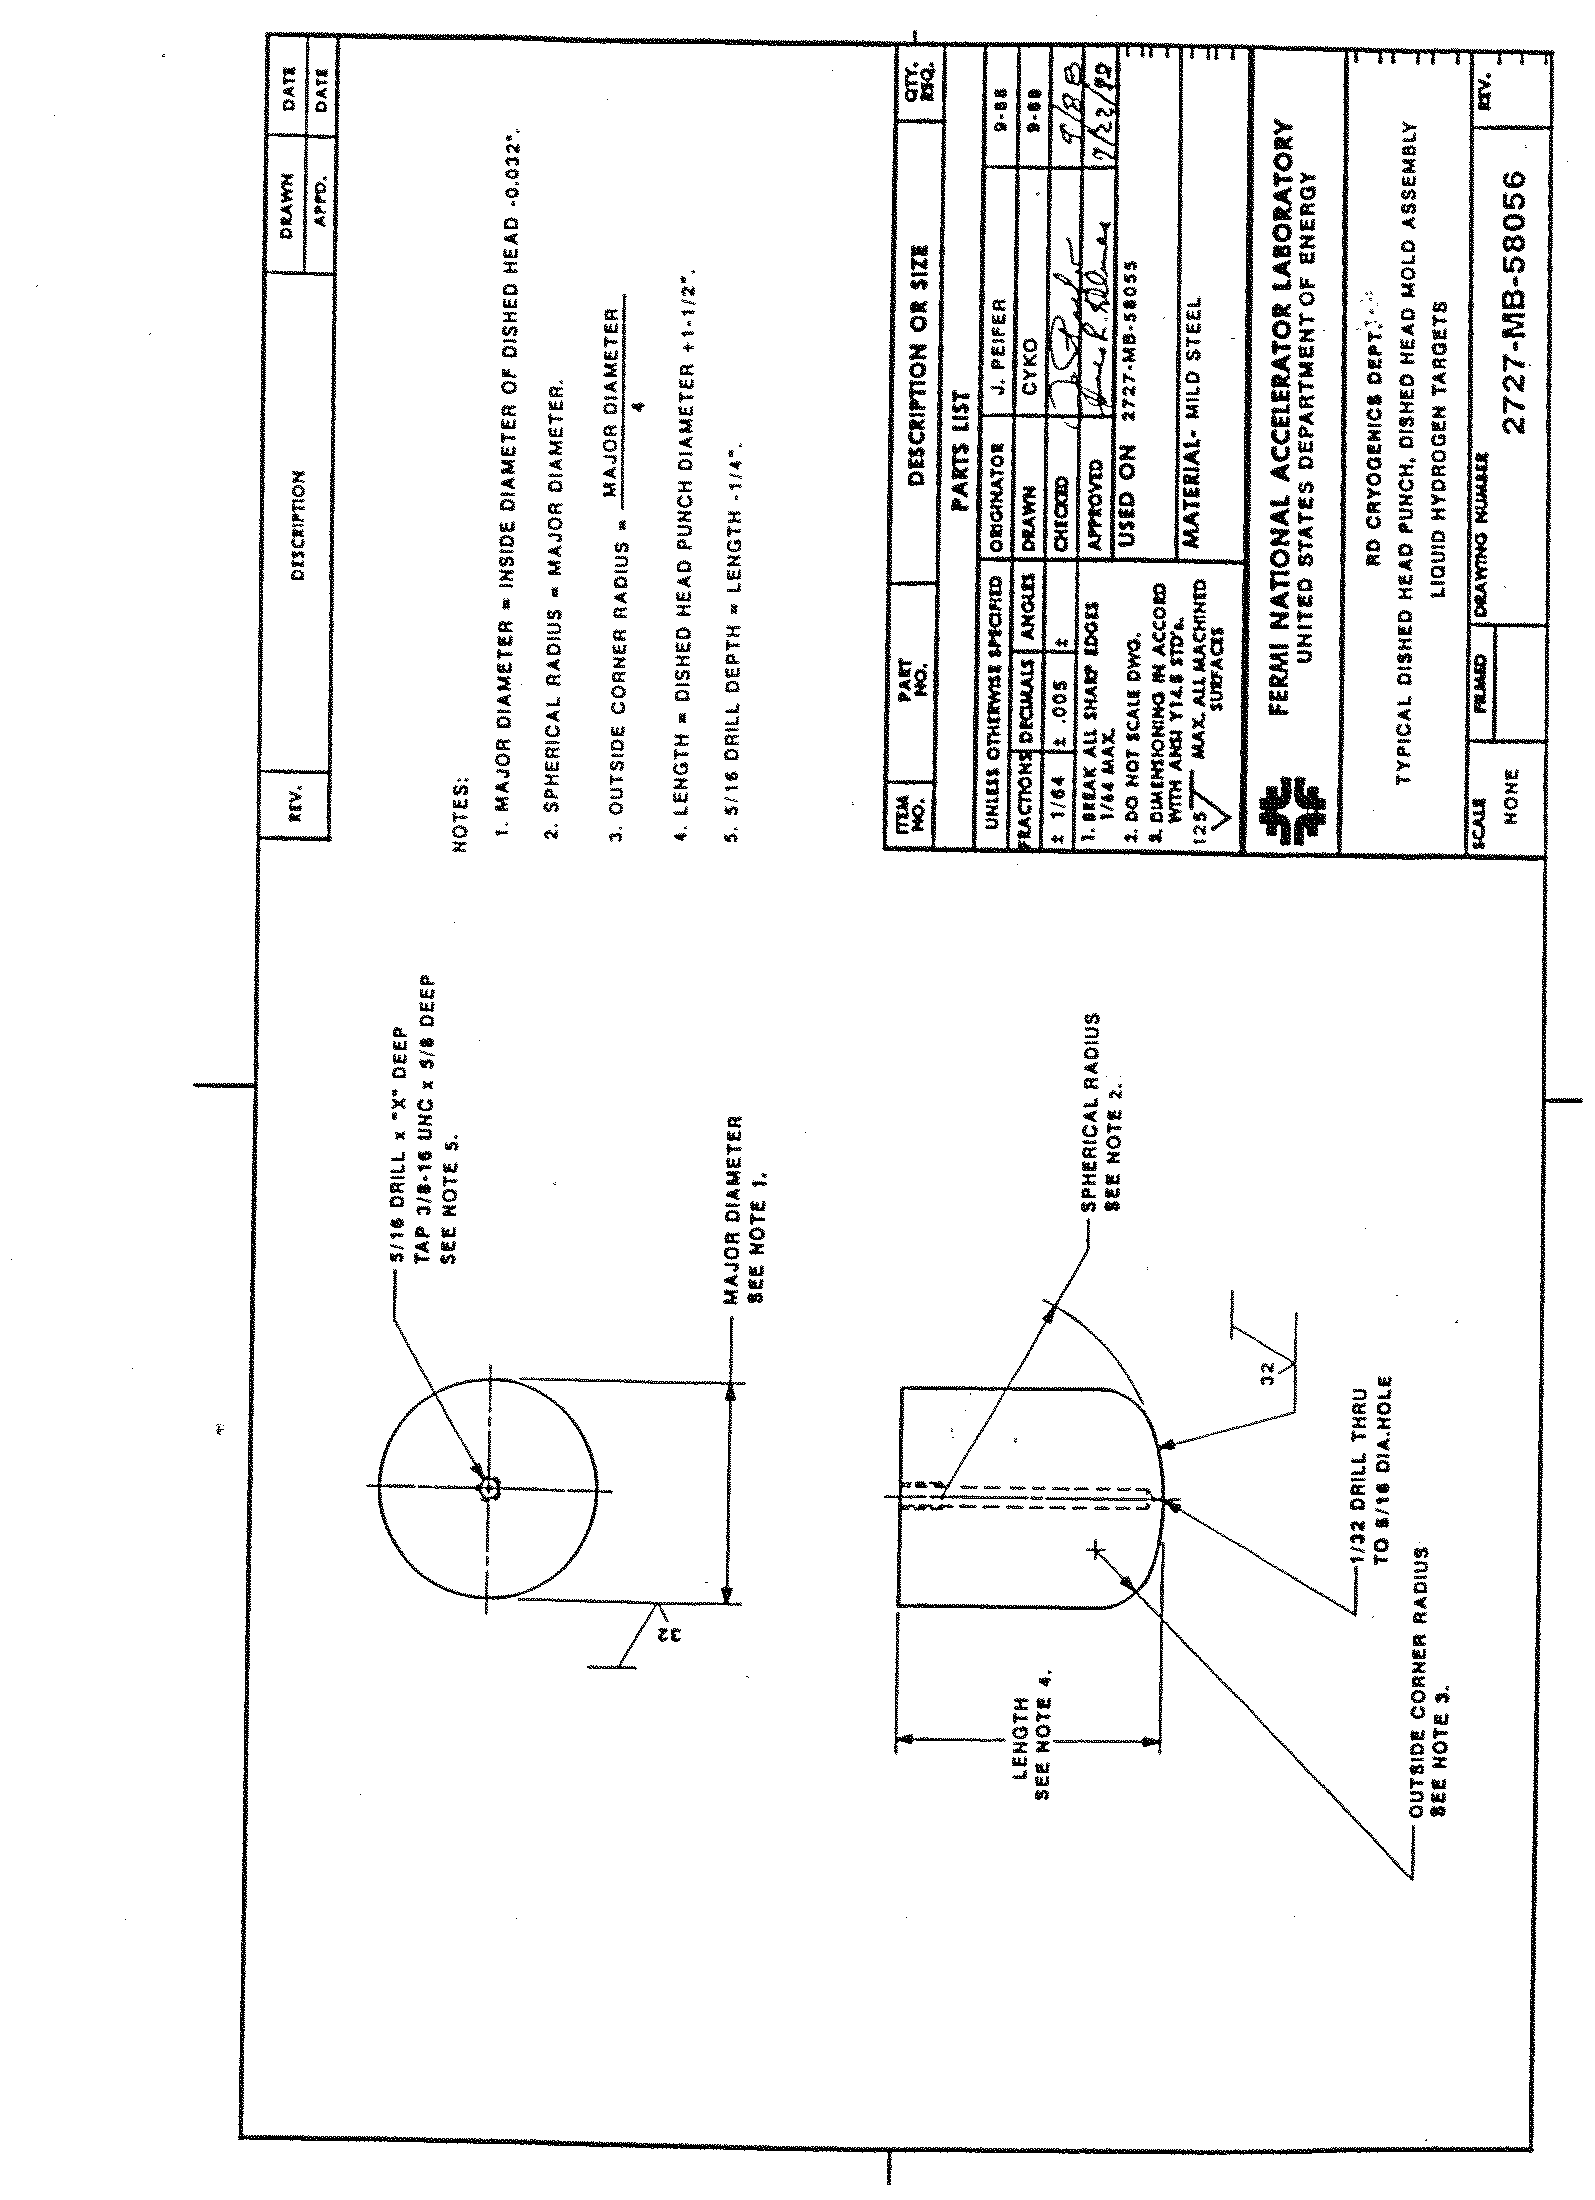 REV.
DESCRIPTION
DRAWN
DATE
APPD.
DATE
NOTES:
1. MAJOR DIAMETER = INSIDE DIAMETER OF DISHED HEAD -0.032".
2. SPHERICAL RADIUS = MAJOR DIAMETER.
3. OUTSIDE CORNER RADIUS = MAJOR DIAMETER
4
4. LENGTH = DISHED HEAD PUNCH DIAMETER +1-1/2".
5. 5/16 DRILL DEPTH = LENGTH -1/4".
5/16 DRILL x "X" DEEP
TAP 3/8-16 UNC x 5/8 DEEP
SEE NOTE 5.
MAJOR DIAMETER
SEE NOTE 1.
32
SPHERICAL RADIUS
SEE NOTE 2.
32
1/32 DRILL THRU
TO 5/16 DIA.HOLE
LENGTH
SEE NOTE 4.
OUTSIDE CORNER RADIUS
SEE NOTE 3.
ITEM NO.
PART NO.
DESCRIPTION OR SIZE
QTY. REQ.
PARTS LIST
UNLESS OTHERWISE SPECIFIED
FRACTIONS DECIMALS ANGLES
± 1/64 ± .005 ±
1. BREAK ALL SHARP EDGES
1/64 MAX.
2. DO NOT SCALE DWG.
3. DIMENSIONING IN ACCORD
WITH ANSI Y14.5 STD's.
125 MAX. ALL MACHINED
SURFACES
ORIGINATOR J. PEIFER 9-88
DRAWN CYKO 9-88
CHECKED 9/88
APPROVED
USED ON 2727-MB-58055
MATERIAL- MILD STEEL
FERMI NATIONAL ACCELERATOR LABORATORY
UNITED STATES DEPARTMENT OF ENERGY
RD CRYOGENICS DEPT.
TYPICAL DISHED HEAD PUNCH, DISHED HEAD MOLD ASSEMBLY
LIQUID HYDROGEN TARGETS
SCALE
NONE
FILMED
DRAWING NUMBER
2727-MB-58056
REV.